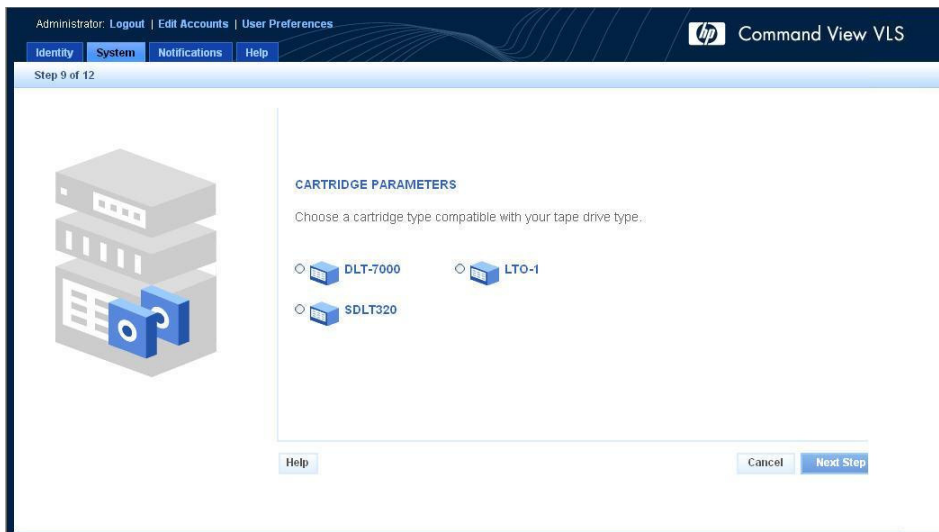 Administrator: Logout | Edit Accounts | User Preferences
hp Command View VLS
Identity System Notifications Help
Step 9 of 12
CARTRIDGE PARAMETERS
Choose a cartridge type compatible with your tape drive type.
DLT-7000 LTO-1
SDLT320
Help Cancel Next Step